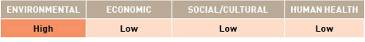 ENVIRONMENTAL ECONOMIC SOCIAL/CULTURAL HUMAN HEALTH
High Low Low Low